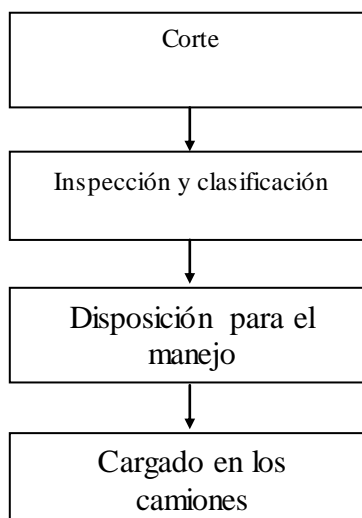 Corte
Inspección y clasificación
Disposición para el
manejo
Cargado en los
camiones